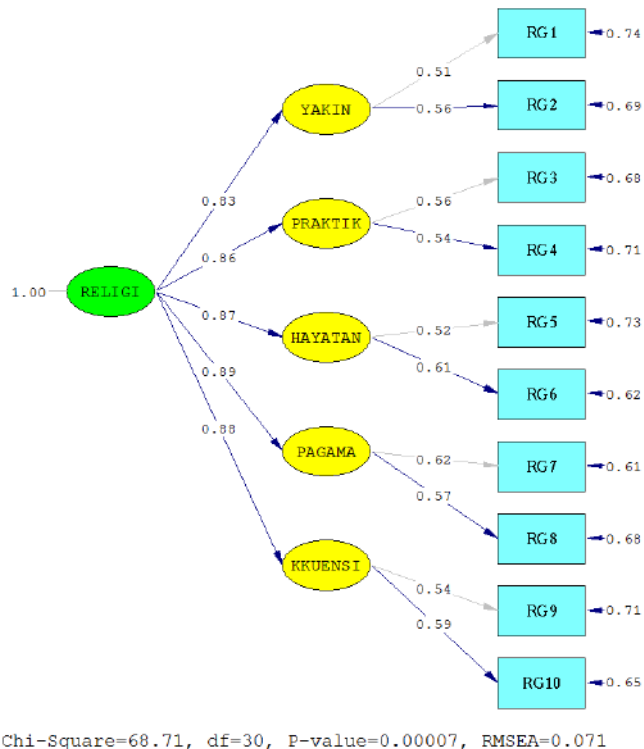 RG1
0.74
0.51
YAKIN
0.56
RG2
0.69
0.83
RG3
0.68
0.56
PRAKTIK
0.54
RG4
0.71
0.86
1.00
RELIGI
RG5
0.73
0.87
0.52
HAYATAN
0.61
RG6
0.62
0.89
0.88
PAGAMA
0.62
RG7
0.61
0.57
RG8
0.68
KKUENSI
0.54
RG9
0.71
0.59
RG10
0.65
Chi-Square=68.71, df=30, P-value=0.00007, RMSEA=0.071